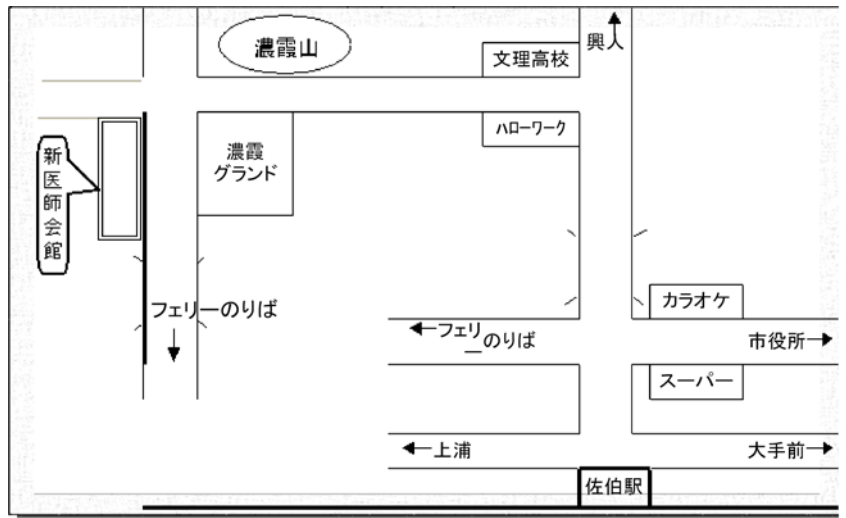 濃霞山
興人
文理高校
ハローワーク
濃霞
グランド
新医師会館
フェリーのりば
カラオケ
フェリーのりば
市役所
スーパー
上浦
大手前
佐伯駅